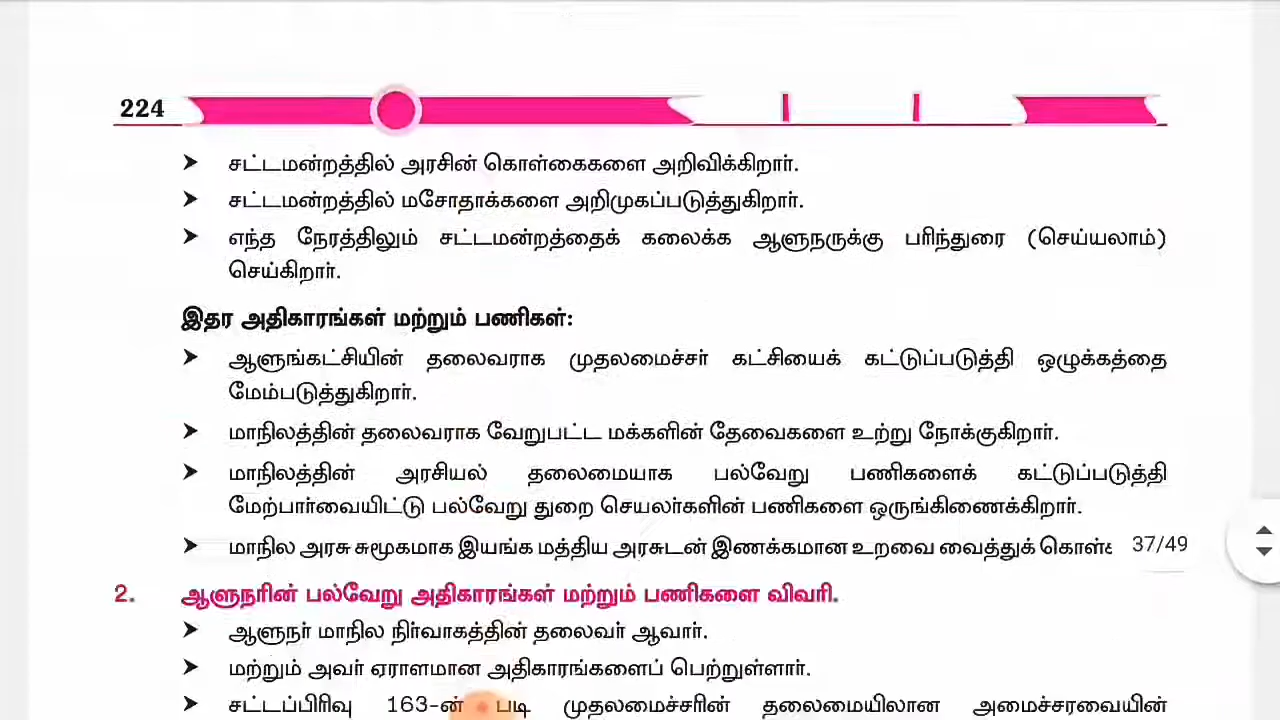 224
➤ சட்டமன்றத்தில் அரசின் கொள்கைகளை அறிவிக்கிறார்.
➤ சட்டமன்றத்தில் மசோதாக்களை அறிமுகப்படுத்துகிறார்.
➤ எந்த நேரத்திலும் சட்டமன்றத்தைக் கலைக்க ஆளுநருக்கு பரிந்துரை (செய்யலாம்)
செய்கிறார்.
இதர அதிகாரங்கள் மற்றும் பணிகள்:
➤ ஆளுங்கட்சியின் தலைவராக முதலமைச்சர் கட்சியைக் கட்டுப்படுத்தி ஒழுக்கத்தை
மேம்படுத்துகிறார்.
➤ மாநிலத்தின் தலைவராக வேறுபட்ட மக்களின் தேவைகளை உற்று நோக்குகிறார்.
➤ மாநிலத்தின் அரசியல் தலைமையாக பல்வேறு பணிகளைக் கட்டுப்படுத்தி
மேற்பார்வையிட்டு பல்வேறு துறை செயலர்களின் பணிகளை ஒருங்கிணைக்கிறார்.
➤ மாநில அரசு சுமூகமாக இயங்க மத்திய அரசுடன் இணக்கமான உறவை வைத்துக்
37/49
2. ஆளுநரின் பல்வேறு அதிகாரங்கள் மற்றும் பணிகளை விவரி.
➤ ஆளுநர் மாநில நிர்வாகத்தின் தலைவர் ஆவார்.
➤ மற்றும் அவர் ஏராளமான அதிகாரங்களைப் பெற்றுள்ளார்.
➤ சட்டப்பிரிவு 163-ன் படி முதலமைச்சரின் தலைமையிலான அமைச்சரவையின்